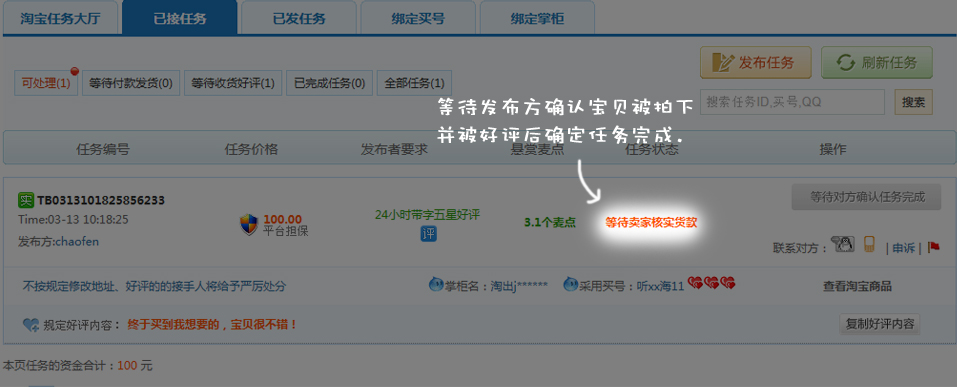 淘宝任务大厅 已接任务 已发任务 绑定买号 绑定掌柜
发布任务 刷新任务
可处理(1) 等待付款发货(0) 等待收货好评(1) 已完成任务(0) 全部任务(1)
搜索任务ID,买号,QQ 搜索
等待发布方确认宝贝被拍下
并被好评后确定任务完成.
任务编号 任务价格 发布者要求 悬赏麦点 任务状态 操作
实 TB0313101825856233
Time:03-13 10:18:25
发布方:chaofen
100.00
平台担保
24小时带字五星好评
评
3.1个麦点
等待卖家核实货款
等待对方确认任务完成
联系对方： | 申诉 |
不按规定修改地址、好评的的接手人将给予严厉处分 掌柜名：淘出j****** 采用买号：听xx海11 查看淘宝商品
规定好评内容： 终于买到我想要的，宝贝很不错！ 复制好评内容
本页任务的资金合计：100 元